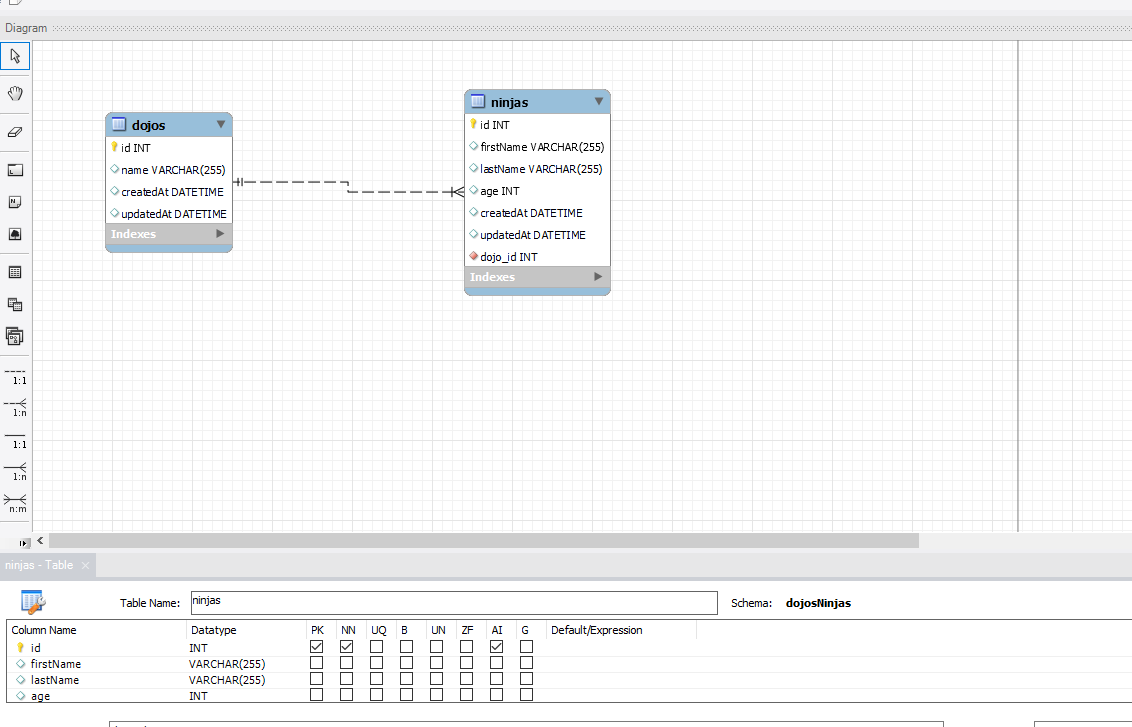 Diagram
dojos
id INT
name VARCHAR(255)
createdAt DATETIME
updatedAt DATETIME
Indexes
ninjas
id INT
firstName VARCHAR(255)
lastName VARCHAR(255)
age INT
createdAt DATETIME
updatedAt DATETIME
dojo_id INT
Indexes
1:1
1:n
1:1
1:n
n:m
ninjas - Table
Table Name: ninjas Schema: dojosNinjas
Column Name Datatype PK NN UQ B UN ZF AI G Default/Expression
id INT
firstName VARCHAR(255)
lastName VARCHAR(255)
age INT